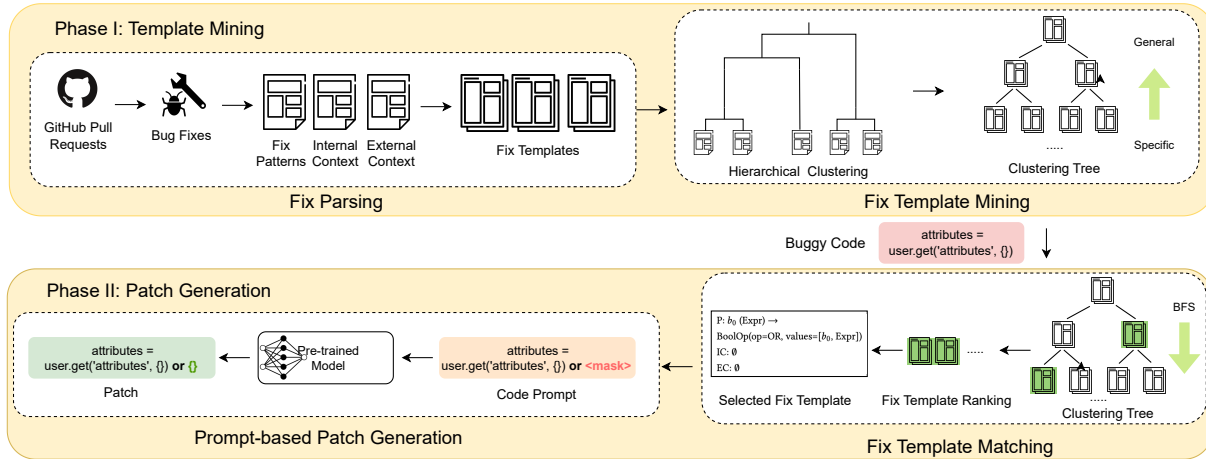 Phase I: Template Mining
GitHub Pull
Requests
Bug Fixes
Fix
Patterns
Internal
Context
External
Context
Fix Templates
Fix Parsing
Hierarchical Clustering
General
Specific
.....
Clustering Tree
Fix Template Mining
Buggy Code
attributes =
user.get('attributes', {})
Phase II: Patch Generation
attributes =
user.get('attributes', {}) or {}
Patch
Pre-trained
Model
attributes =
user.get('attributes', {}) or <mask>
Code Prompt
Prompt-based Patch Generation
P: b₀ (Expr) →
BoolOp(op=OR, values=[b₀, Expr])
IC: ∅
EC: ∅
Selected Fix Template
.....
Fix Template Ranking
BFS
.....
Clustering Tree
Fix Template Matching